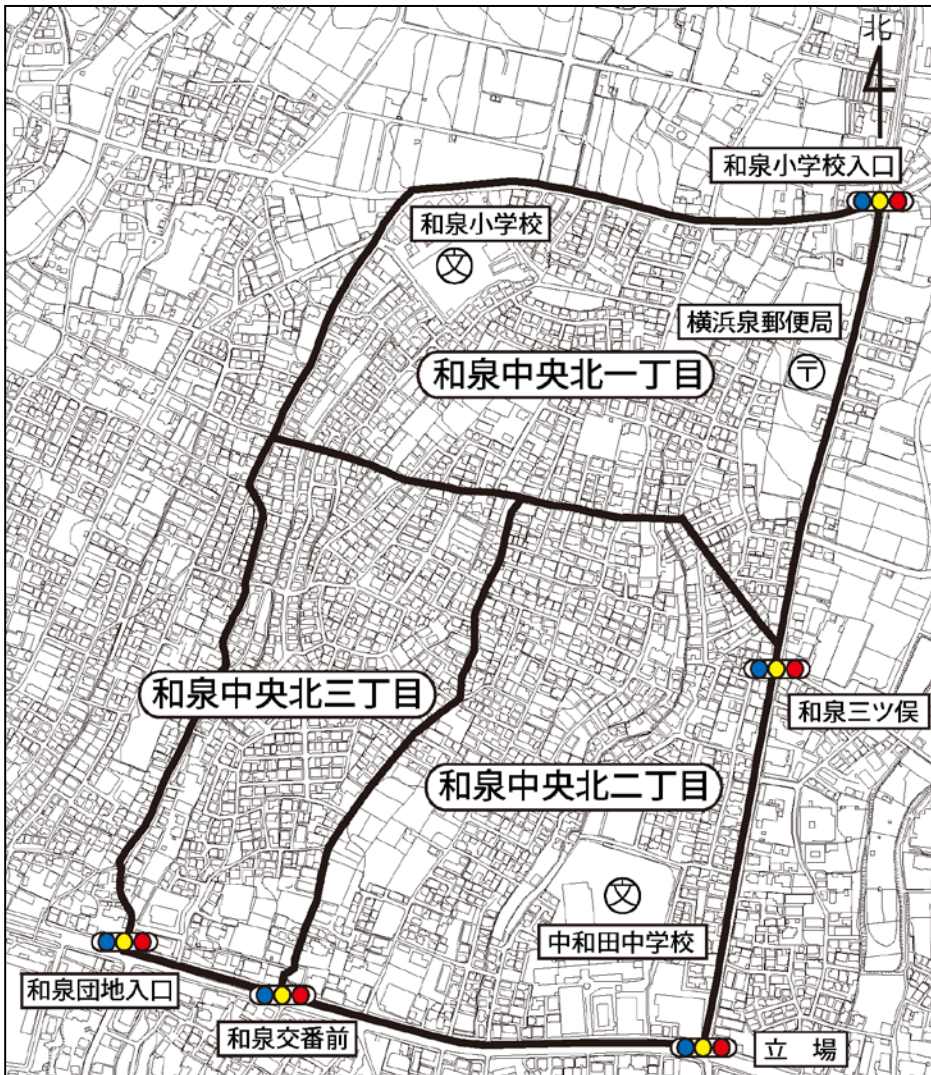 北
和泉小学校入口
和泉小学校
文
横浜泉郵便局
〒
和泉中央北一丁目
和泉中央北三丁目
和泉三ツ俣
和泉中央北二丁目
文
中和田中学校
和泉団地入口
和泉交番前
立　場